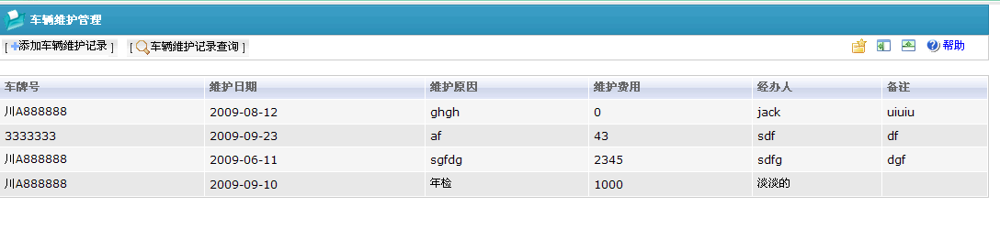 车辆维护管理
[添加车辆维护记录] [车辆维护记录查询] 帮助
车牌号 维护日期 维护原因 维护费用 经办人 备注
川A888888 2009-08-12 ghgh 0 jack uiuiu
3333333 2009-09-23 af 43 sdf df
川A888888 2009-06-11 sgfdg 2345 sdfg dgf
川A888888 2009-09-10 年检 1000 淡淡的